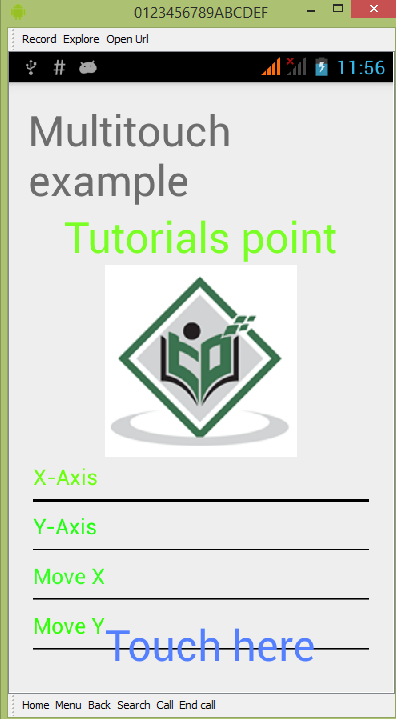 0123456789ABCDEF
Record Explore Open Url
# 11:56
Multitouch
example
Tutorials point
X-Axis
Y-Axis
Move X
Move Y
Touch here
Home Menu Back Search Call End call